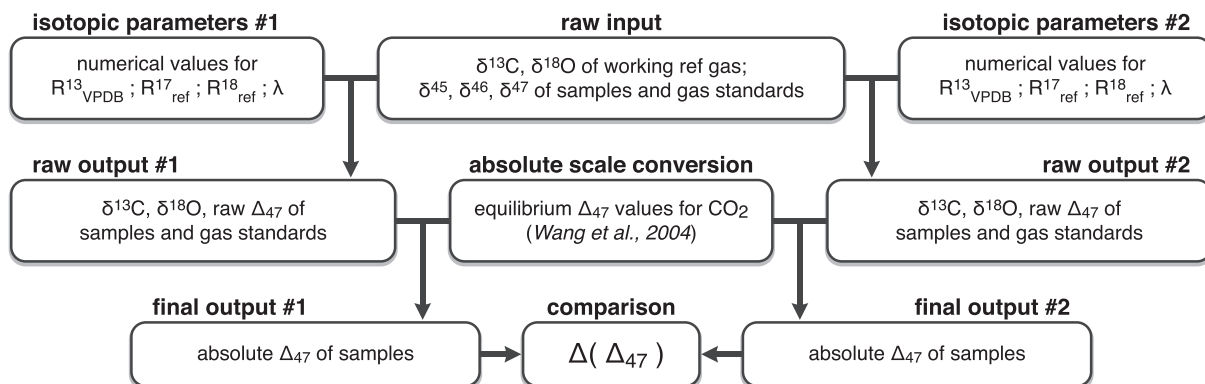 isotopic parameters #1
numerical values for
R¹³VPDB ; R¹⁷ref ; R¹⁸ref ; λ
raw input
δ¹³C, δ¹⁸O of working ref gas;
δ⁴⁵, δ⁴⁶, δ⁴⁷ of samples and gas standards
isotopic parameters #2
numerical values for
R¹³VPDB ; R¹⁷ref ; R¹⁸ref ; λ
raw output #1
δ¹³C, δ¹⁸O, raw Δ₄₇ of
samples and gas standards
absolute scale conversion
equilibrium Δ₄₇ values for CO₂
(Wang et al., 2004)
raw output #2
δ¹³C, δ¹⁸O, raw Δ₄₇ of
samples and gas standards
final output #1
absolute Δ₄₇ of samples
comparison
Δ( Δ₄₇ )
final output #2
absolute Δ₄₇ of samples